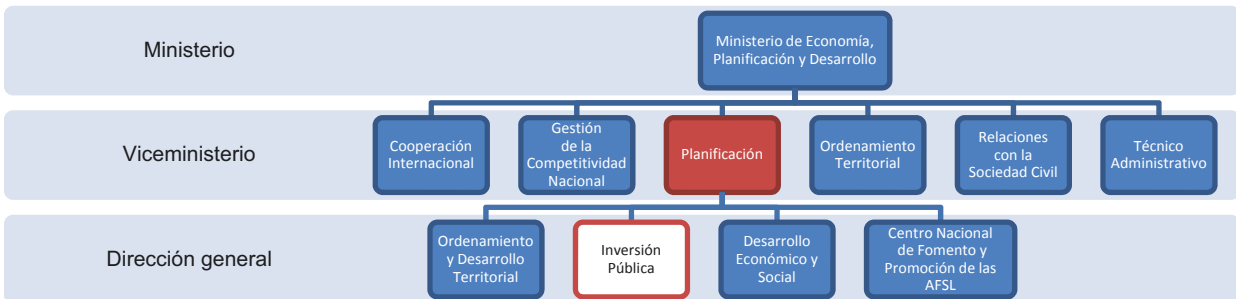 Ministerio
Ministerio de Economía,
Planificación y Desarrollo
Viceministerio
Cooperación
Internacional
Gestión
de la
Competitividad
Nacional
Planificación
Ordenamiento
Territorial
Relaciones
con la
Sociedad Civil
Técnico
Administrativo
Dirección general
Ordenamiento
y Desarrollo
Territorial
Inversión
Pública
Desarrollo
Económico y
Social
Centro Nacional
de Fomento y
Promoción de las
AFSL